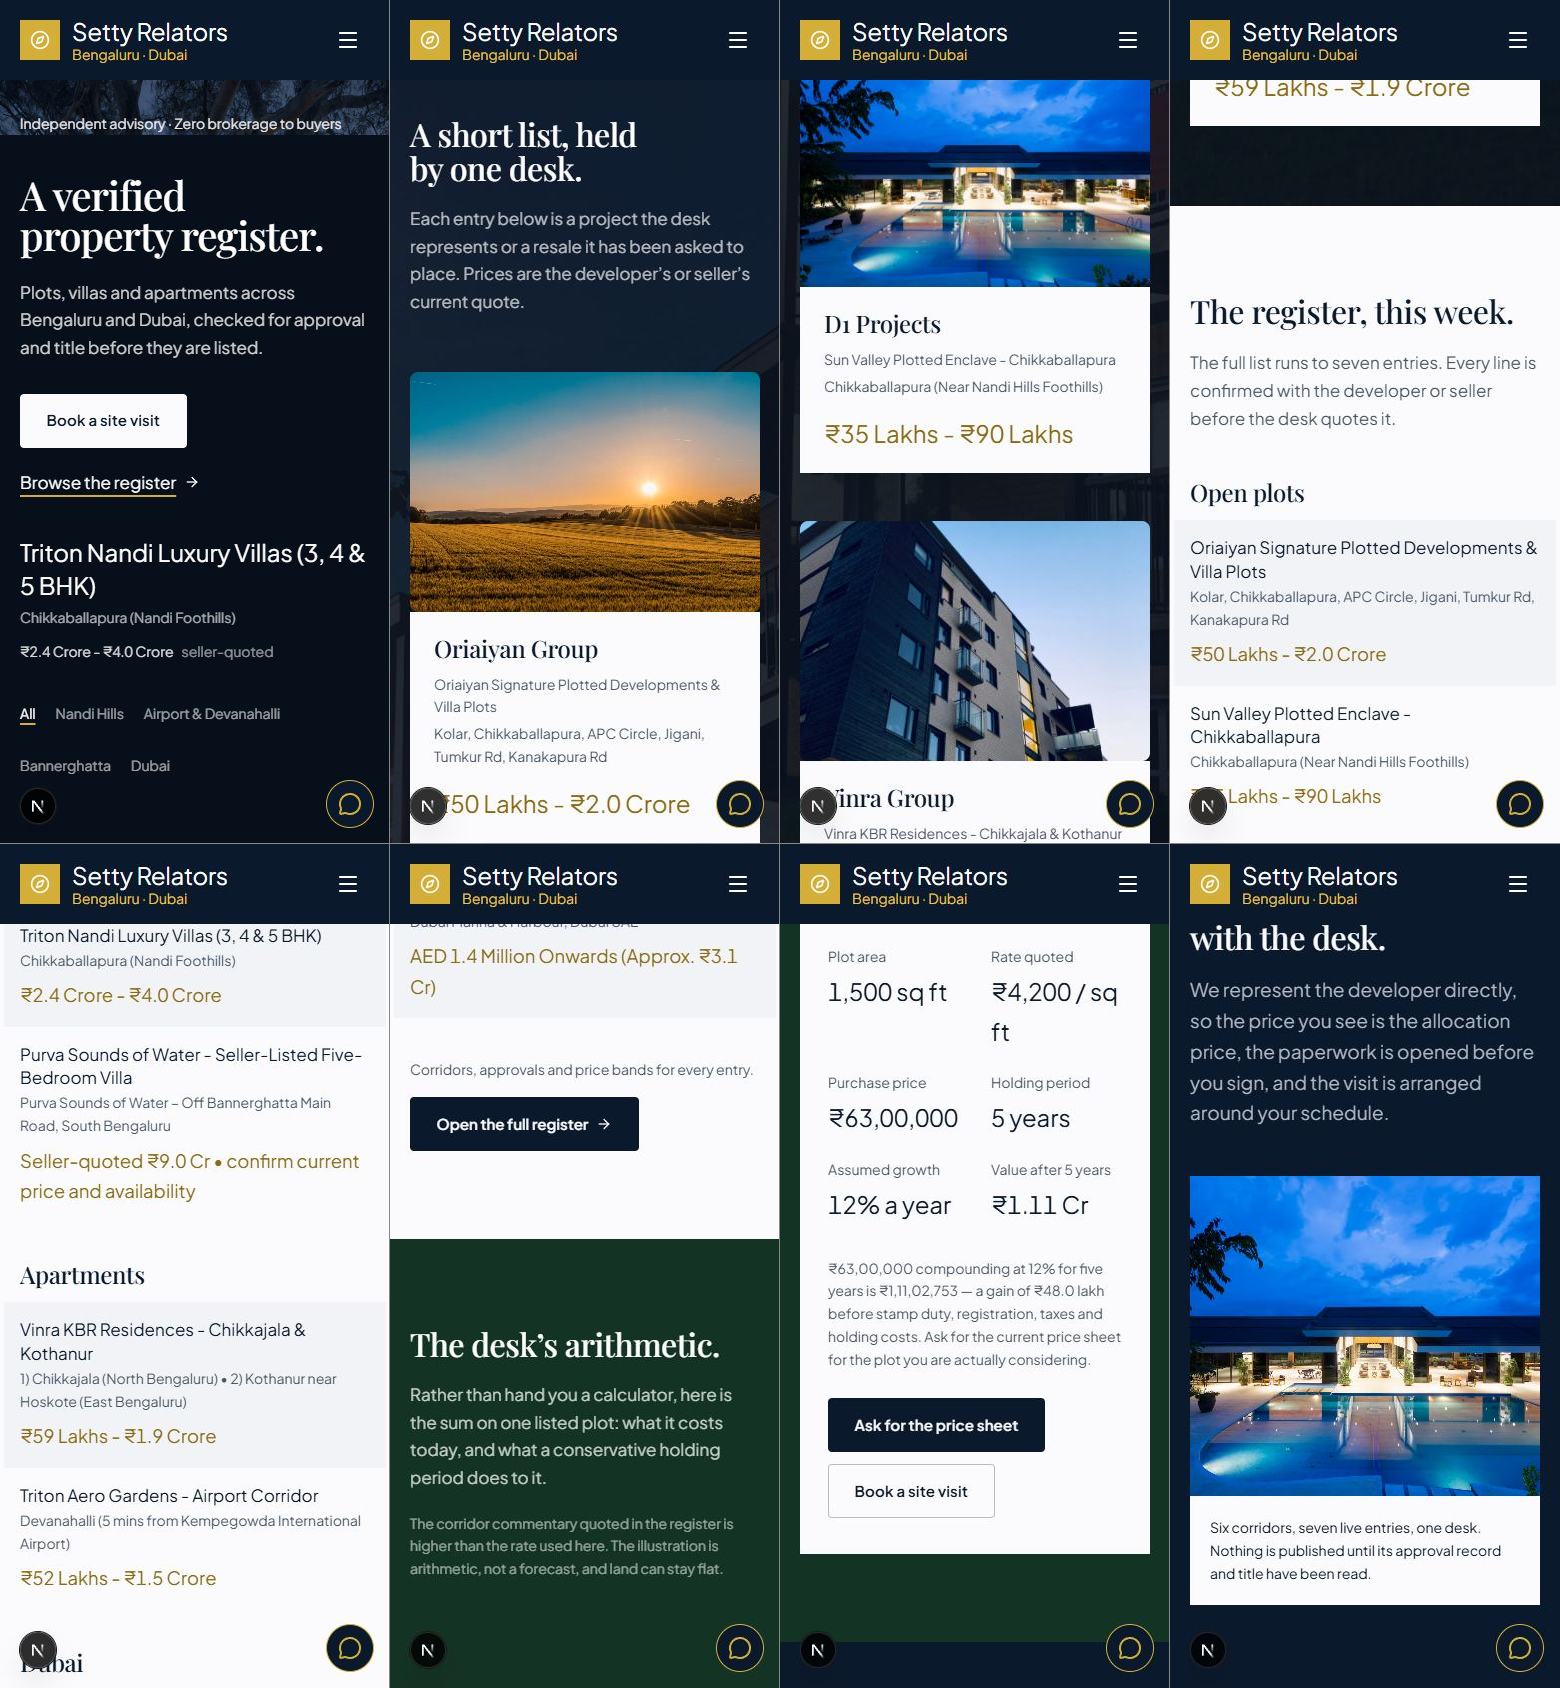 Setty Relators
Bengaluru · Dubai
Independent advisory · Zero brokerage to buyers
A verified
property register.
Plots, villas and apartments across
Bengaluru and Dubai, checked for approval
and title before they are listed.
Book a site visit
Browse the register →
Triton Nandi Luxury Villas (3, 4 &
5 BHK)
Chikkaballapura (Nandi Foothills)
₹2.4 Crore - ₹4.0 Crore seller-quoted
All Nandi Hills Airport & Devanahalli
Bannerghatta Dubai
N
Setty Relators
Bengaluru · Dubai
A short list, held
by one desk.
Each entry below is a project the desk
represents or a resale it has been asked to
place. Prices are the developer’s or seller’s
current quote.
Oriaiyan Group
Oriaiyan Signature Plotted Developments &
Villa Plots
Kolar, Chikkaballapura, APC Circle, Jigani,
Tumkur Rd, Kanakapura Rd
₹50 Lakhs - ₹2.0 Crore
N
Setty Relators
Bengaluru · Dubai
D1 Projects
Sun Valley Plotted Enclave - Chikkaballapura
Chikkaballapura (Near Nandi Hills Foothills)
₹35 Lakhs - ₹90 Lakhs
Vinra Group
Vinra KBR Residences - Chikkajala & Kothanur
N
Setty Relators
Bengaluru · Dubai
₹59 Lakhs - ₹1.9 Crore
The register, this week.
The full list runs to seven entries. Every line is
confirmed with the developer or seller
before the desk quotes it.
Open plots
Oriaiyan Signature Plotted Developments &
Villa Plots
Kolar, Chikkaballapura, APC Circle, Jigani, Tumkur Rd,
Kanakapura Rd
₹50 Lakhs - ₹2.0 Crore
Sun Valley Plotted Enclave -
Chikkaballapura
Chikkaballapura (Near Nandi Hills Foothills)
Lakhs - ₹90 Lakhs
N
Setty Relators
Bengaluru · Dubai
Triton Nandi Luxury Villas (3, 4 & 5 BHK)
Chikkaballapura (Nandi Foothills)
₹2.4 Crore - ₹4.0 Crore
Purva Sounds of Water - Seller-Listed Five-
Bedroom Villa
Purva Sounds of Water – Off Bannerghatta Main
Road, South Bengaluru
Seller-quoted ₹9.0 Cr • confirm current
price and availability
Apartments
Vinra KBR Residences - Chikkajala &
Kothanur
1) Chikkajala (North Bengaluru) • 2) Kothanur near
Hoskote (East Bengaluru)
₹59 Lakhs - ₹1.9 Crore
Triton Aero Gardens - Airport Corridor
Devanahalli (5 mins from Kempegowda International
Airport)
₹52 Lakhs - ₹1.5 Crore
Dubai
N
Setty Relators
Bengaluru · Dubai
AED 1.4 Million Onwards (Approx. ₹3.1
Cr)
Corridors, approvals and price bands for every entry.
Open the full register →
The desk’s arithmetic.
Rather than hand you a calculator, here is
the sum on one listed plot: what it costs
today, and what a conservative holding
period does to it.
The corridor commentary quoted in the register is
higher than the rate used here. The illustration is
arithmetic, not a forecast, and land can stay flat.
N
Setty Relators
Bengaluru · Dubai
Plot area
1,500 sq ft
Rate quoted
₹4,200 / sq
ft
Purchase price
₹63,00,000
Holding period
5 years
Assumed growth
12% a year
Value after 5 years
₹1.11 Cr
₹63,00,000 compounding at 12% for five
years is ₹1,11,02,753 — a gain of ₹48.0 lakh
before stamp duty, registration, taxes and
holding costs. Ask for the current price sheet
for the plot you are actually considering.
Ask for the price sheet
Book a site visit
N
Setty Relators
Bengaluru · Dubai
with the desk.
We represent the developer directly,
so the price you see is the allocation
price, the paperwork is opened before
you sign, and the visit is arranged
around your schedule.
Six corridors, seven live entries, one desk.
Nothing is published until its approval record
and title have been read.
N